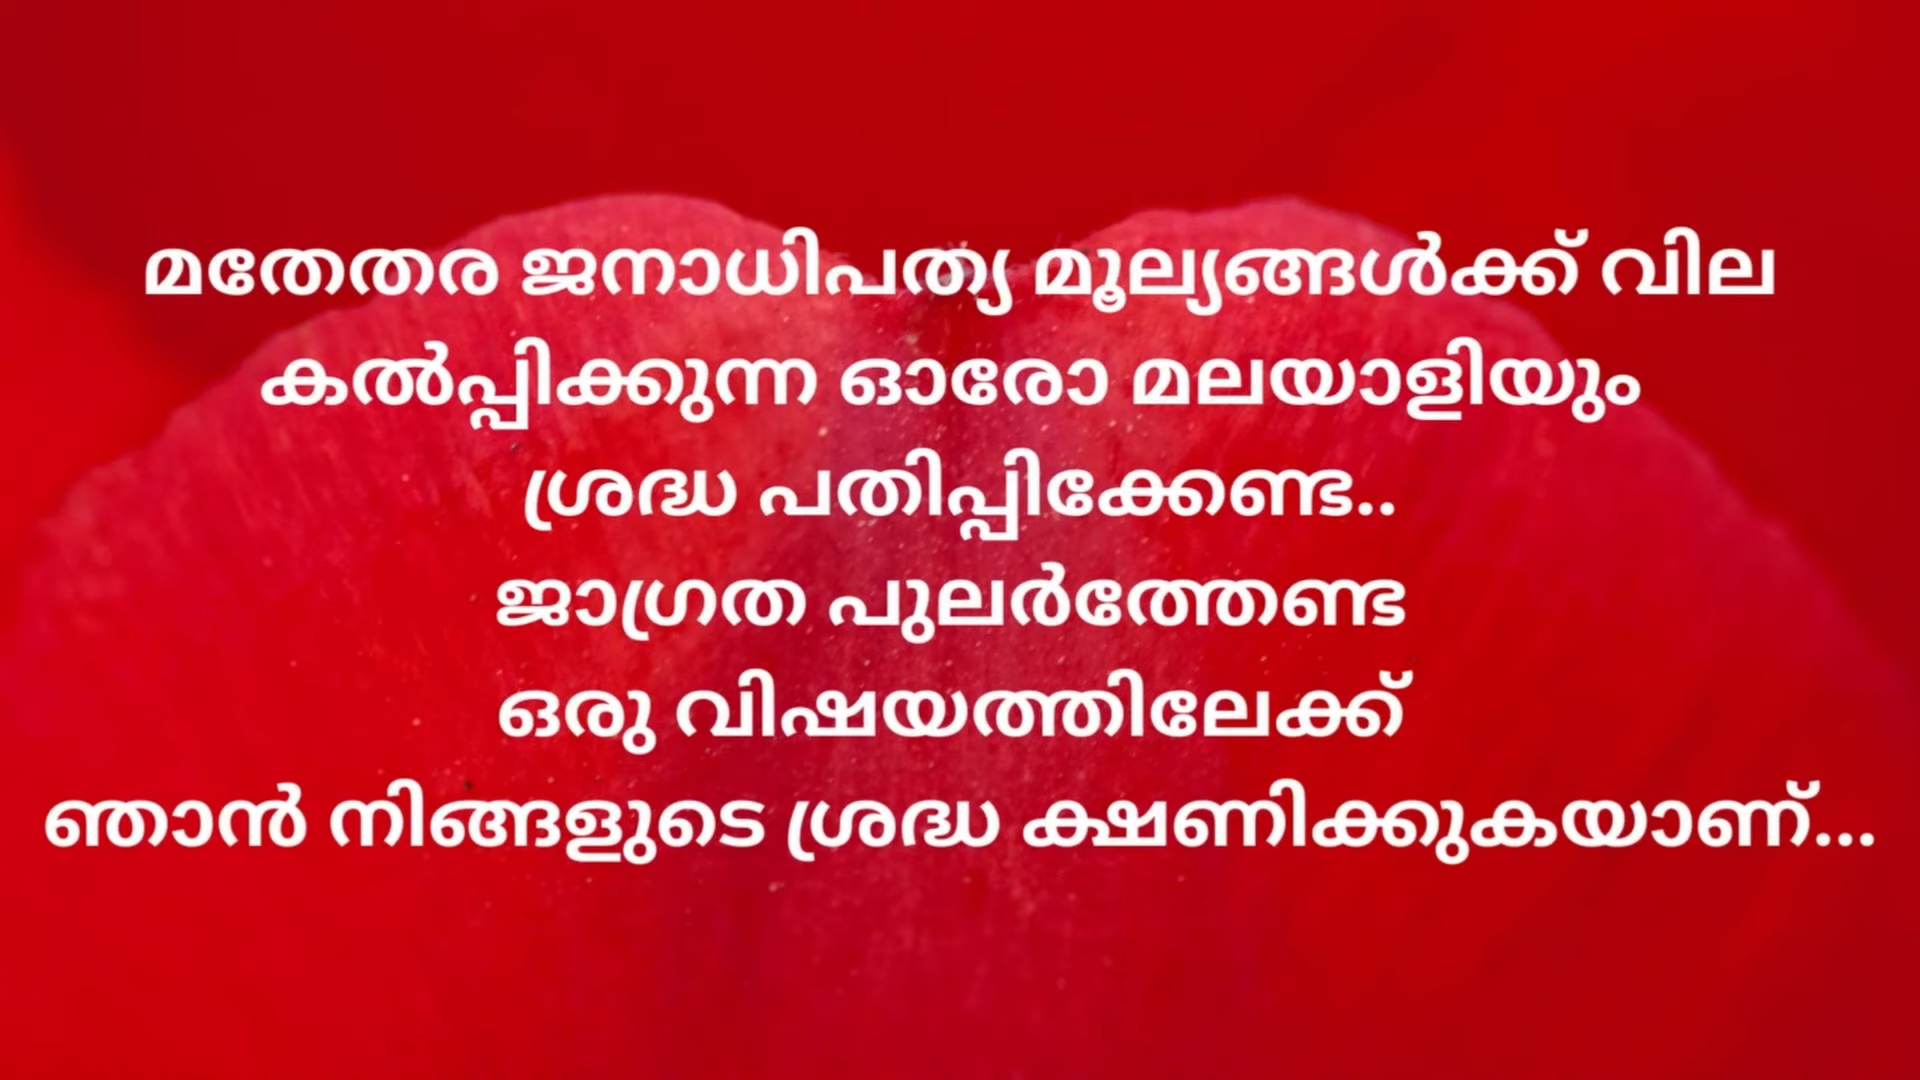 മതേതര ജനാധിപത്യ മൂല്യങ്ങൾക്ക് വില
കൽപ്പിക്കുന്ന ഓരോ മലയാളിയും
ശ്രദ്ധ പതിപ്പിക്കേണ്ട..
ജാഗ്രത പുലർത്തേണ്ട
ഒരു വിഷയത്തിലേക്ക്
ഞാൻ നിങ്ങളുടെ ശ്രദ്ധ ക്ഷണിക്കുകയാണ്...